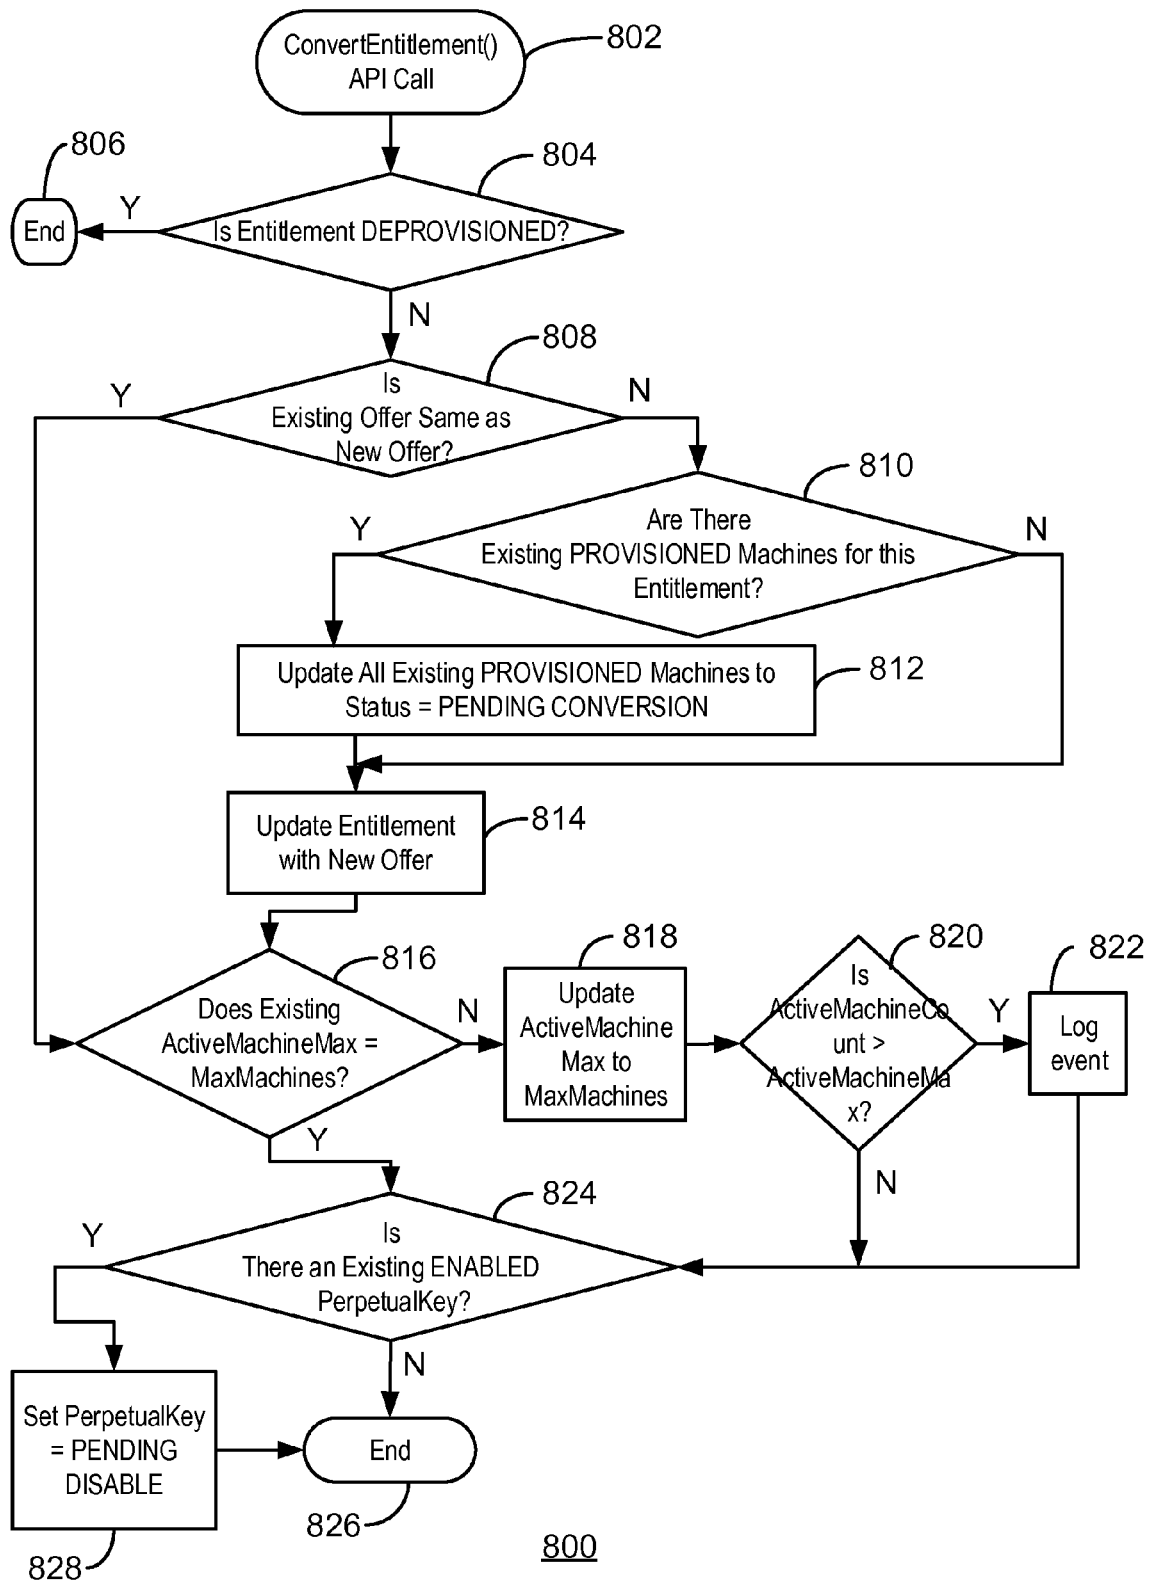 ConvertEntitlement()
API Call
802
806
804
End
Y
Is Entitlement DEPROVISIONED?
N
808
Y
Is
Existing Offer Same as
New Offer?
N
810
Y
Are There
Existing PROVISIONED Machines for this
Entitlement?
N
Update All Existing PROVISIONED Machines to
Status = PENDING CONVERSION
812
Update Entitlement
with New Offer
814
816
Does Existing
ActiveMachineMax =
MaxMachines?
N
818
Update
ActiveMachine
Max to
MaxMachines
820
Is
ActiveMachineCo
unt >
ActiveMachineMa
x?
Y
822
Log
event
Y
N
824
Y
Is
There an Existing ENABLED
PerpetualKey?
N
Set PerpetualKey
= PENDING
DISABLE
End
826
828
800